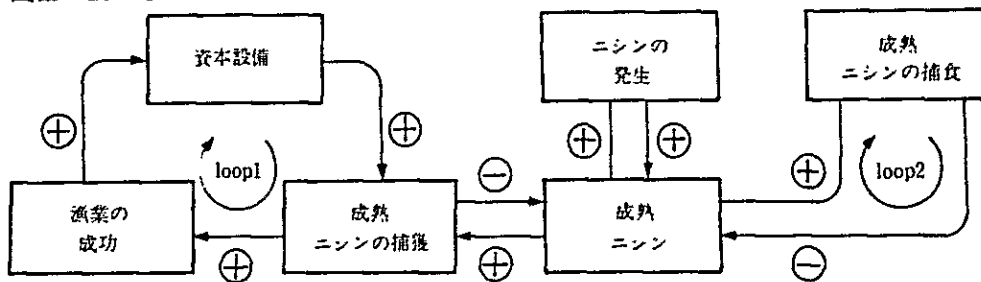 資本設備
ニシンの
発生
成熟
ニシンの捕食
⊕
⊕
⊕
⊕
loop1
⊖
⊕
loop2
漁業の
成功
成熟
ニシンの捕獲
成熟
ニシン
⊕
⊕
⊖